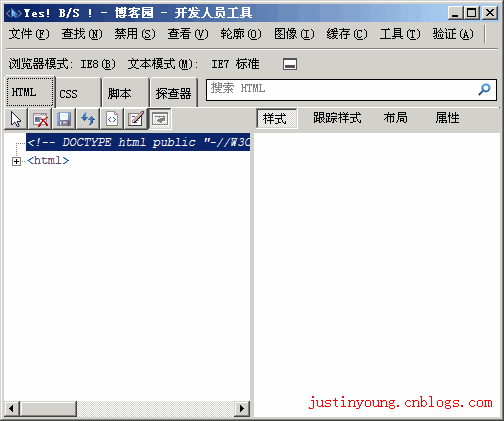 Yes! B/S ! - 博客园 - 开发人员工具
文件(F) 查找(N) 禁用(S) 查看(V) 轮廓(O) 图像(I) 缓存(C) 工具(T) 验证(A)
浏览器模式: IE8(B) 文本模式(M): IE7 标准
HTML CSS 脚本 探查器 搜索 HTML
样式 跟踪样式 布局 属性
<!-- DOCTYPE html public "-//W3C
<html>
justinyoung.cnblogs.com